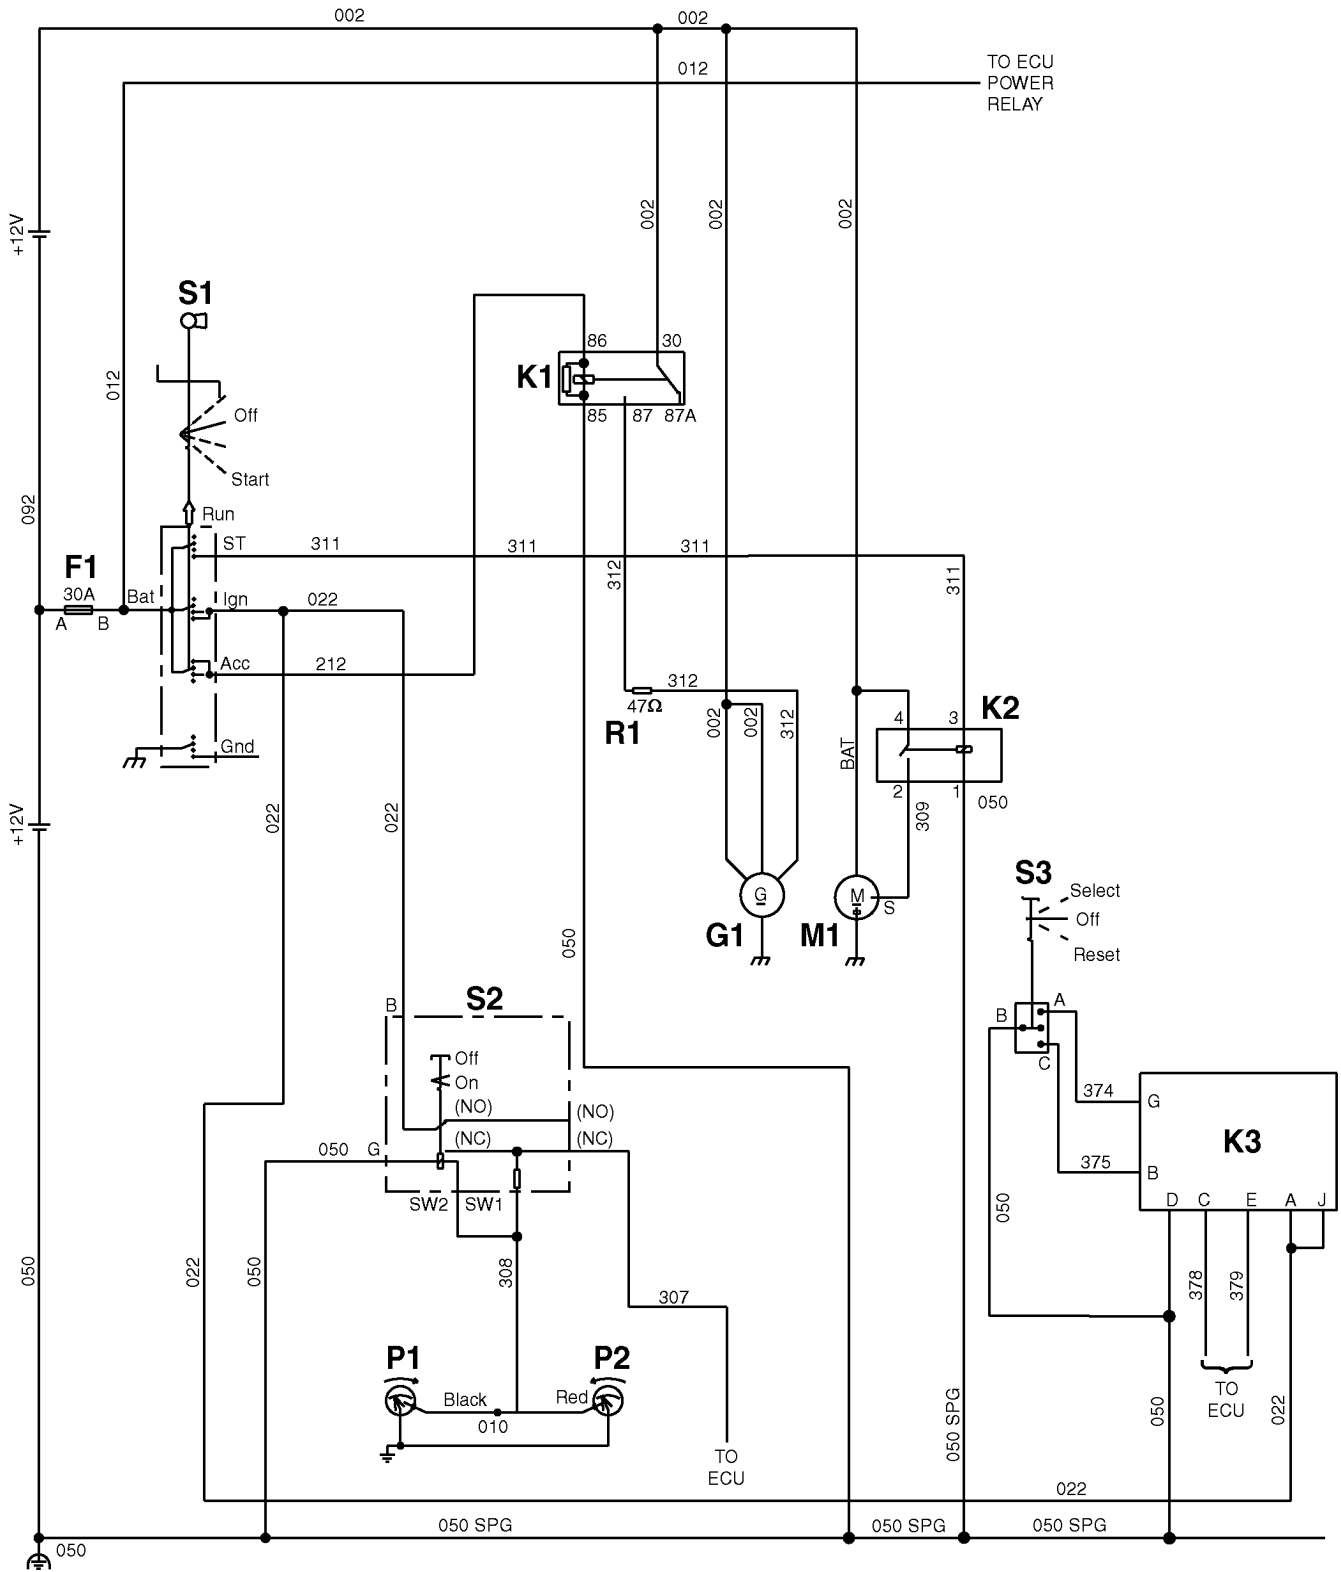 002
002
012
TO ECU
POWER
RELAY
+12V
002
002
002
S1
012
Off
Start
Run
K1
86
30
85
87
87A
092
F1
30A
A
B
Bat
ST
311
311
311
311
Ign
022
Acc
212
Gnd
312
312
47Ω
R1
002
002
312
BAT
4
3
K2
2
1
050
309
+12V
022
022
G
G1
M
M1
S
S3
Select
Off
Reset
050
B
S2
Off
On
(NO)
(NO)
(NC)
(NC)
050
G
SW2
SW1
A
B
C
374
G
K3
375
B
D
C
E
A
J
050
050
022
050
308
307
378
379
TO
ECU
P1
P2
Black
Red
010
TO
ECU
050 SPG
050
022
022
050 SPG
050 SPG
050 SPG
050